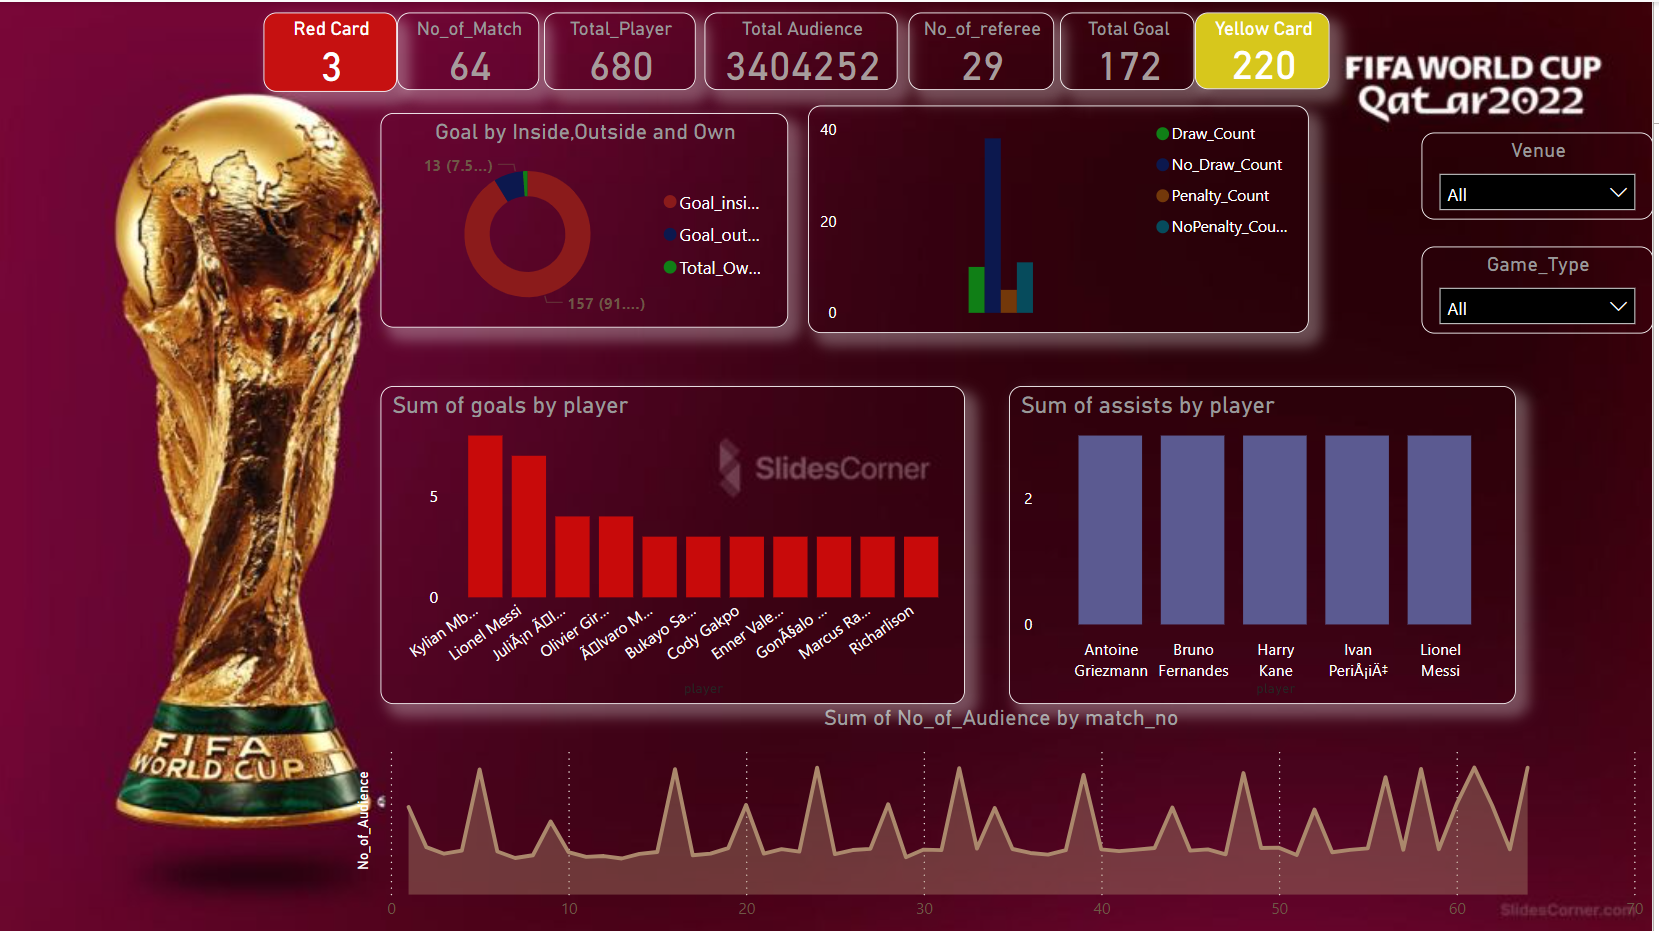 Red Card
3
No_of_Match
64
Total_Player
680
Total Audience
3404252
No_of_referee
29
Total Goal
172
Yellow Card
220
FIFA WORLD CUP
Qatar2022
Goal by Inside,Outside and Own
13 (7.5...)
157 (91....)
Goal_insi...
Goal_out...
Total_Ow...
40
20
0
Draw_Count
No_Draw_Count
Penalty_Count
NoPenalty_Cou...
Venue
All
Game_Type
All
Sum of goals by player
SlidesCorner
5
0
Kylian Mb...
Lionel Messi
JuliÃ¡n Ã□l...
Olivier Gir...
Ã□lvaro M...
Bukayo Sa...
Cody Gakpo
Enner Vale...
GonÃ§alo ...
Marcus Ra...
Richarlison
player
Sum of assists by player
2
0
Antoine
Griezmann
Bruno
Fernandes
Harry
Kane
Ivan
PeriÅ¡iÄ‡
Lionel
Messi
player
FIFA
WORLD CUP
Sum of No_of_Audience by match_no
No_of_Audience
0
10
20
30
40
50
60
70
SlidesCorner.com